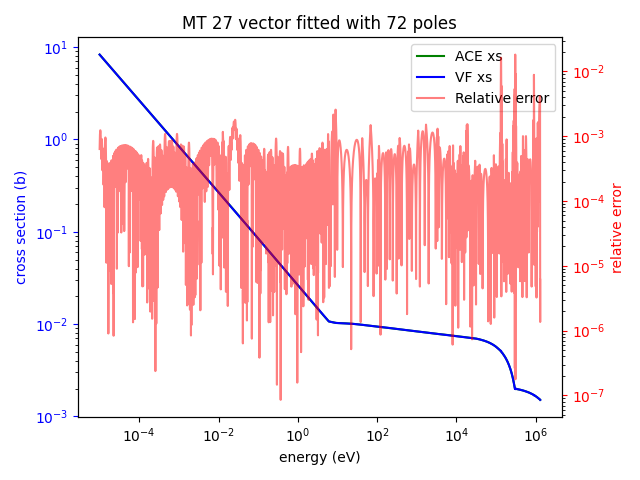 MT 27 vector fitted with 72 poles
ACE xs
VF xs
Relative error
cross section (b)
10^1
10^0
10^-1
10^-2
10^-3
10^-2
10^-3
10^-4
10^-5
10^-6
10^-7
relative error
10^-4 10^-2 10^0 10^2 10^4 10^6
energy (eV)